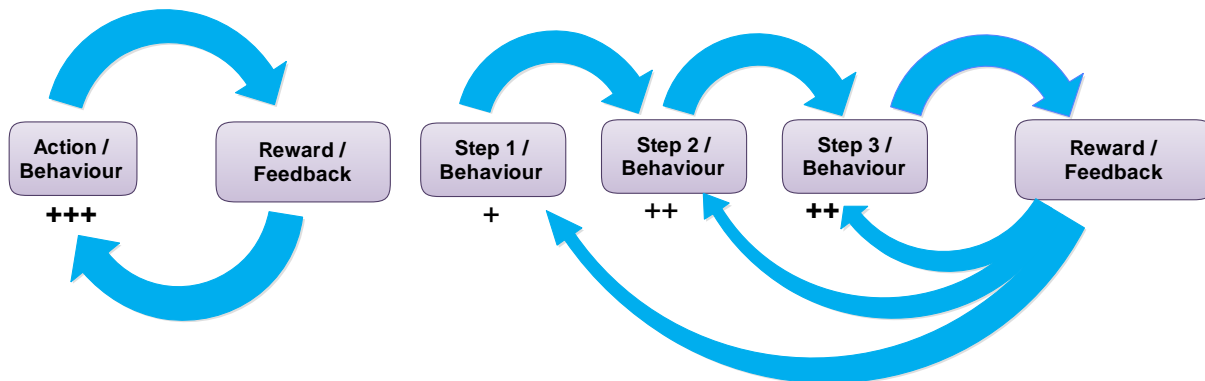 Action /
Behaviour
+++
Reward /
Feedback
Step 1 /
Behaviour
+
Step 2 /
Behaviour
++
Step 3 /
Behaviour
++
Reward /
Feedback